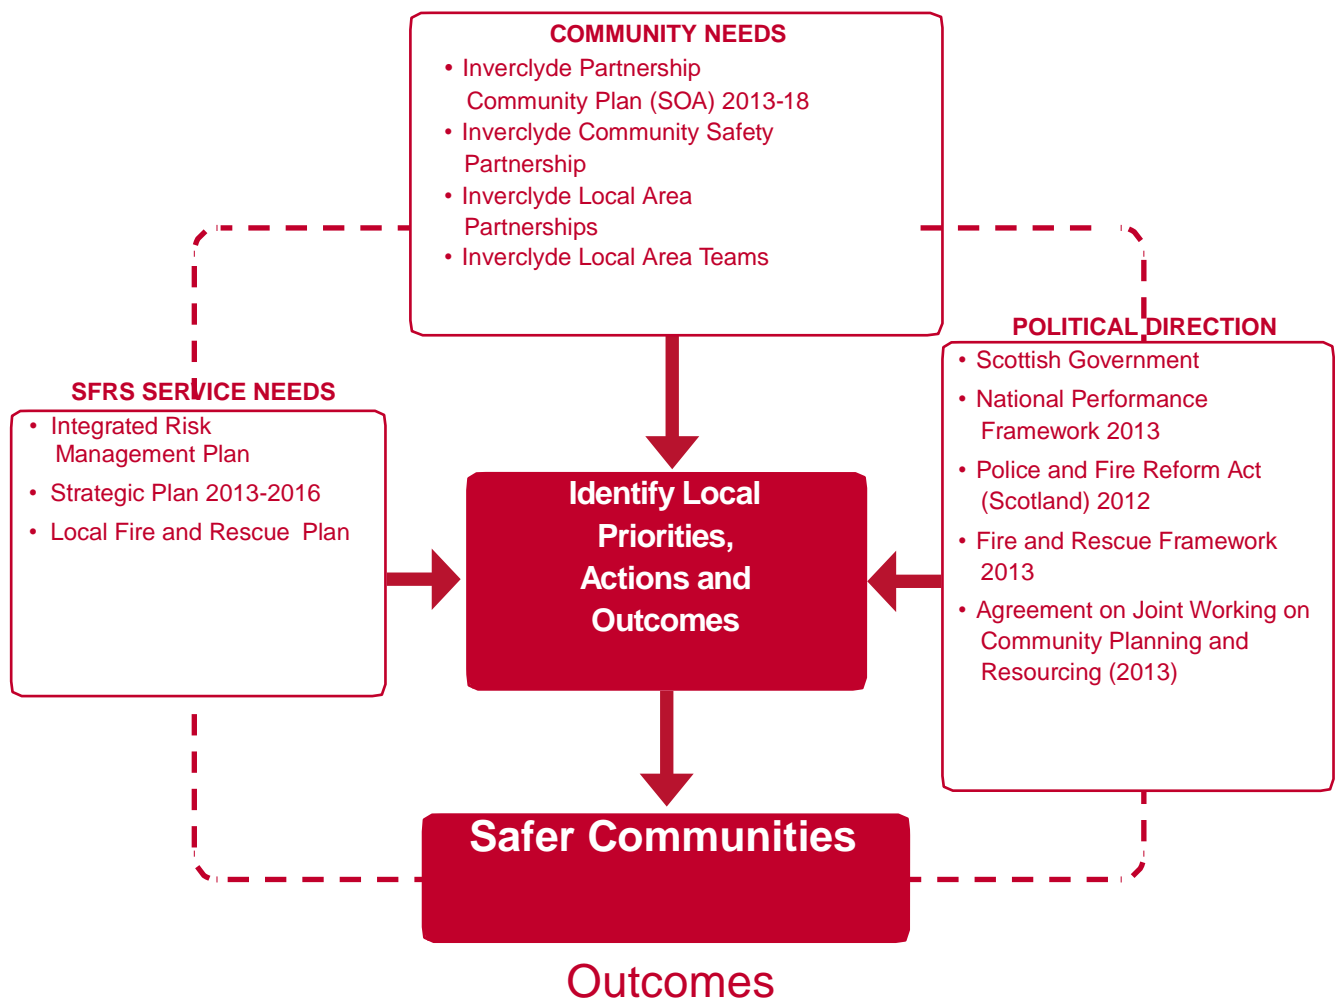 COMMUNITY NEEDS
• Inverclyde Partnership
Community Plan (SOA) 2013-18
• Inverclyde Community Safety
Partnership
• Inverclyde Local Area
Partnerships
• Inverclyde Local Area Teams
SFRS SERVICE NEEDS
• Integrated Risk
Management Plan
• Strategic Plan 2013-2016
• Local Fire and Rescue Plan
Identify Local
Priorities,
Actions and
Outcomes
POLITICAL DIRECTION
• Scottish Government
• National Performance
Framework 2013
• Police and Fire Reform Act
(Scotland) 2012
• Fire and Rescue Framework
2013
• Agreement on Joint Working on
Community Planning and
Resourcing (2013)
Safer Communities
Outcomes